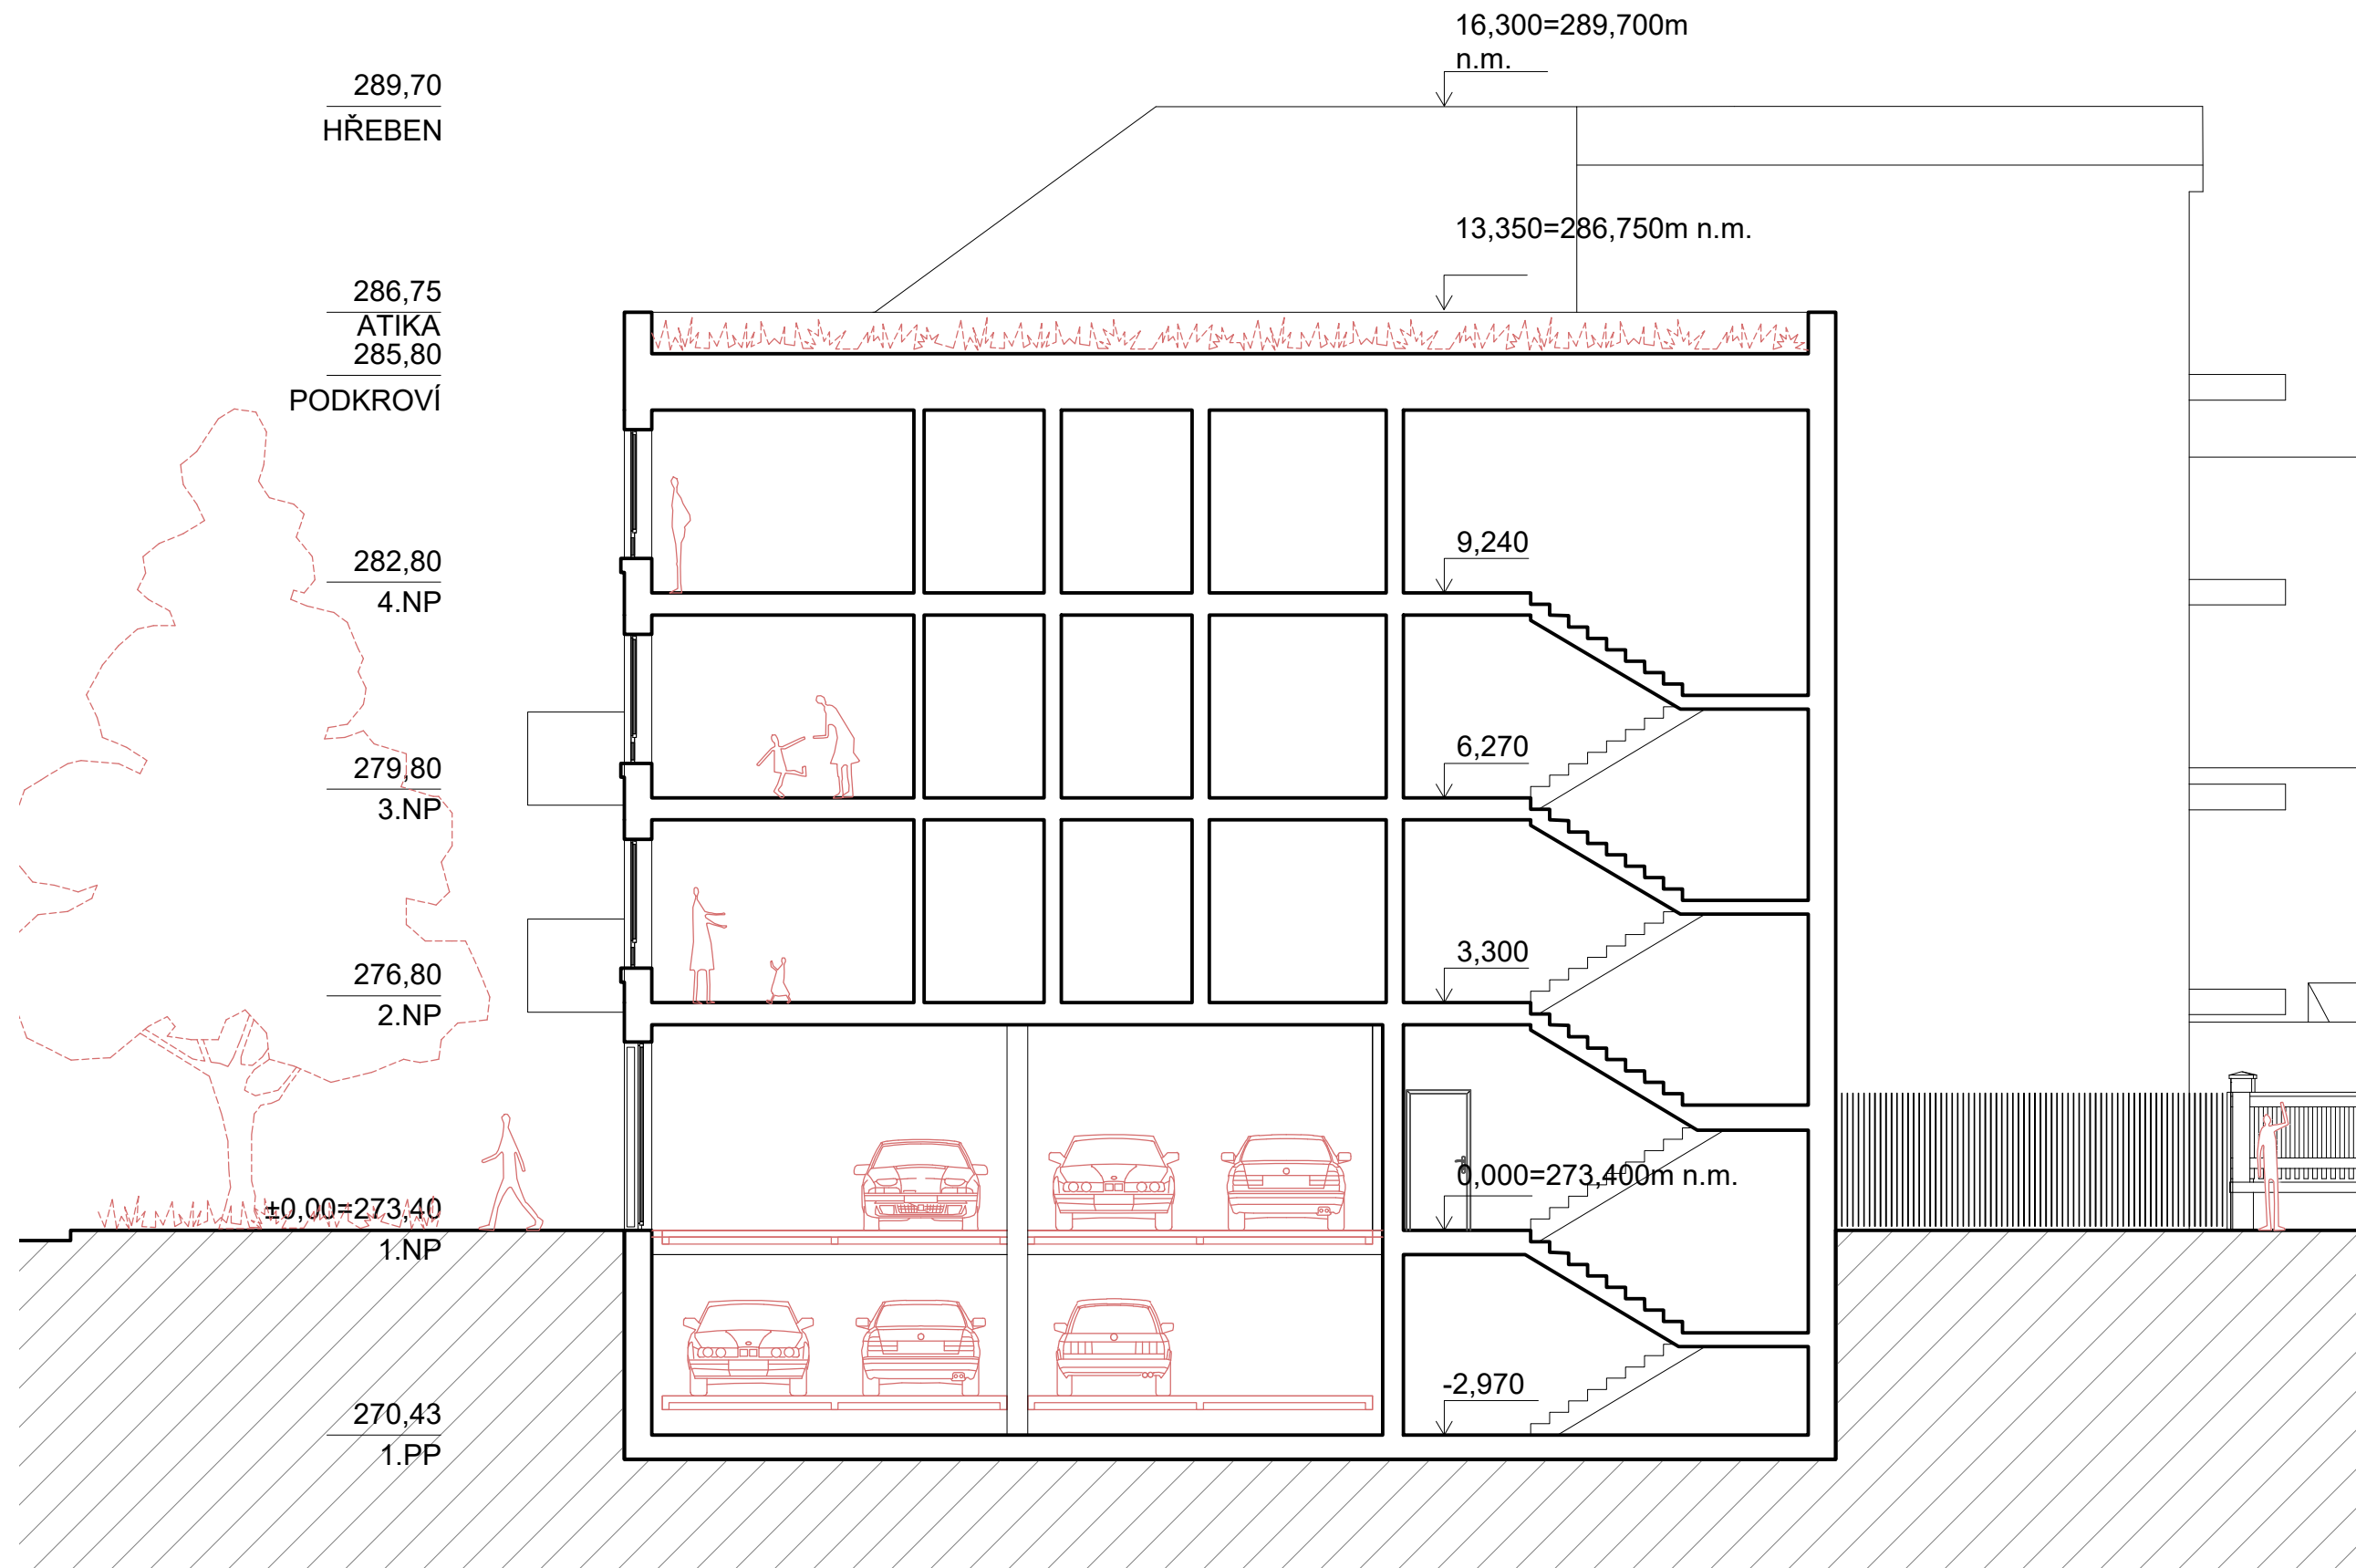 16,300=289,700m
n.m.
289,70
HŘEBEN
13,350=286,750m n.m.
286,75
ATIKA
285,80
PODKROVÍ
9,240
282,80
4.NP
6,270
279,80
3.NP
3,300
276,80
2.NP
0,000=273,400m n.m.
±0,00=273,40
1.NP
-2,970
270,43
1.PP